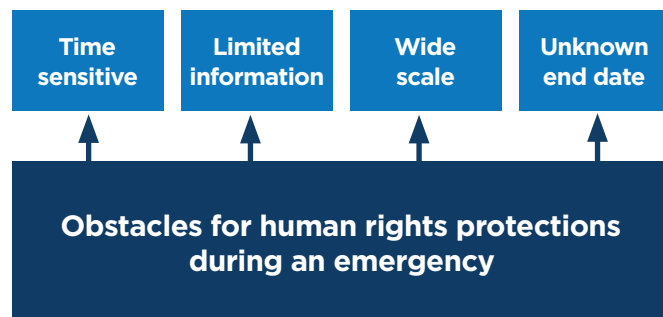 Time
sensitive
Limited
information
Wide
scale
Unknown
end date
Obstacles for human rights protections
during an emergency